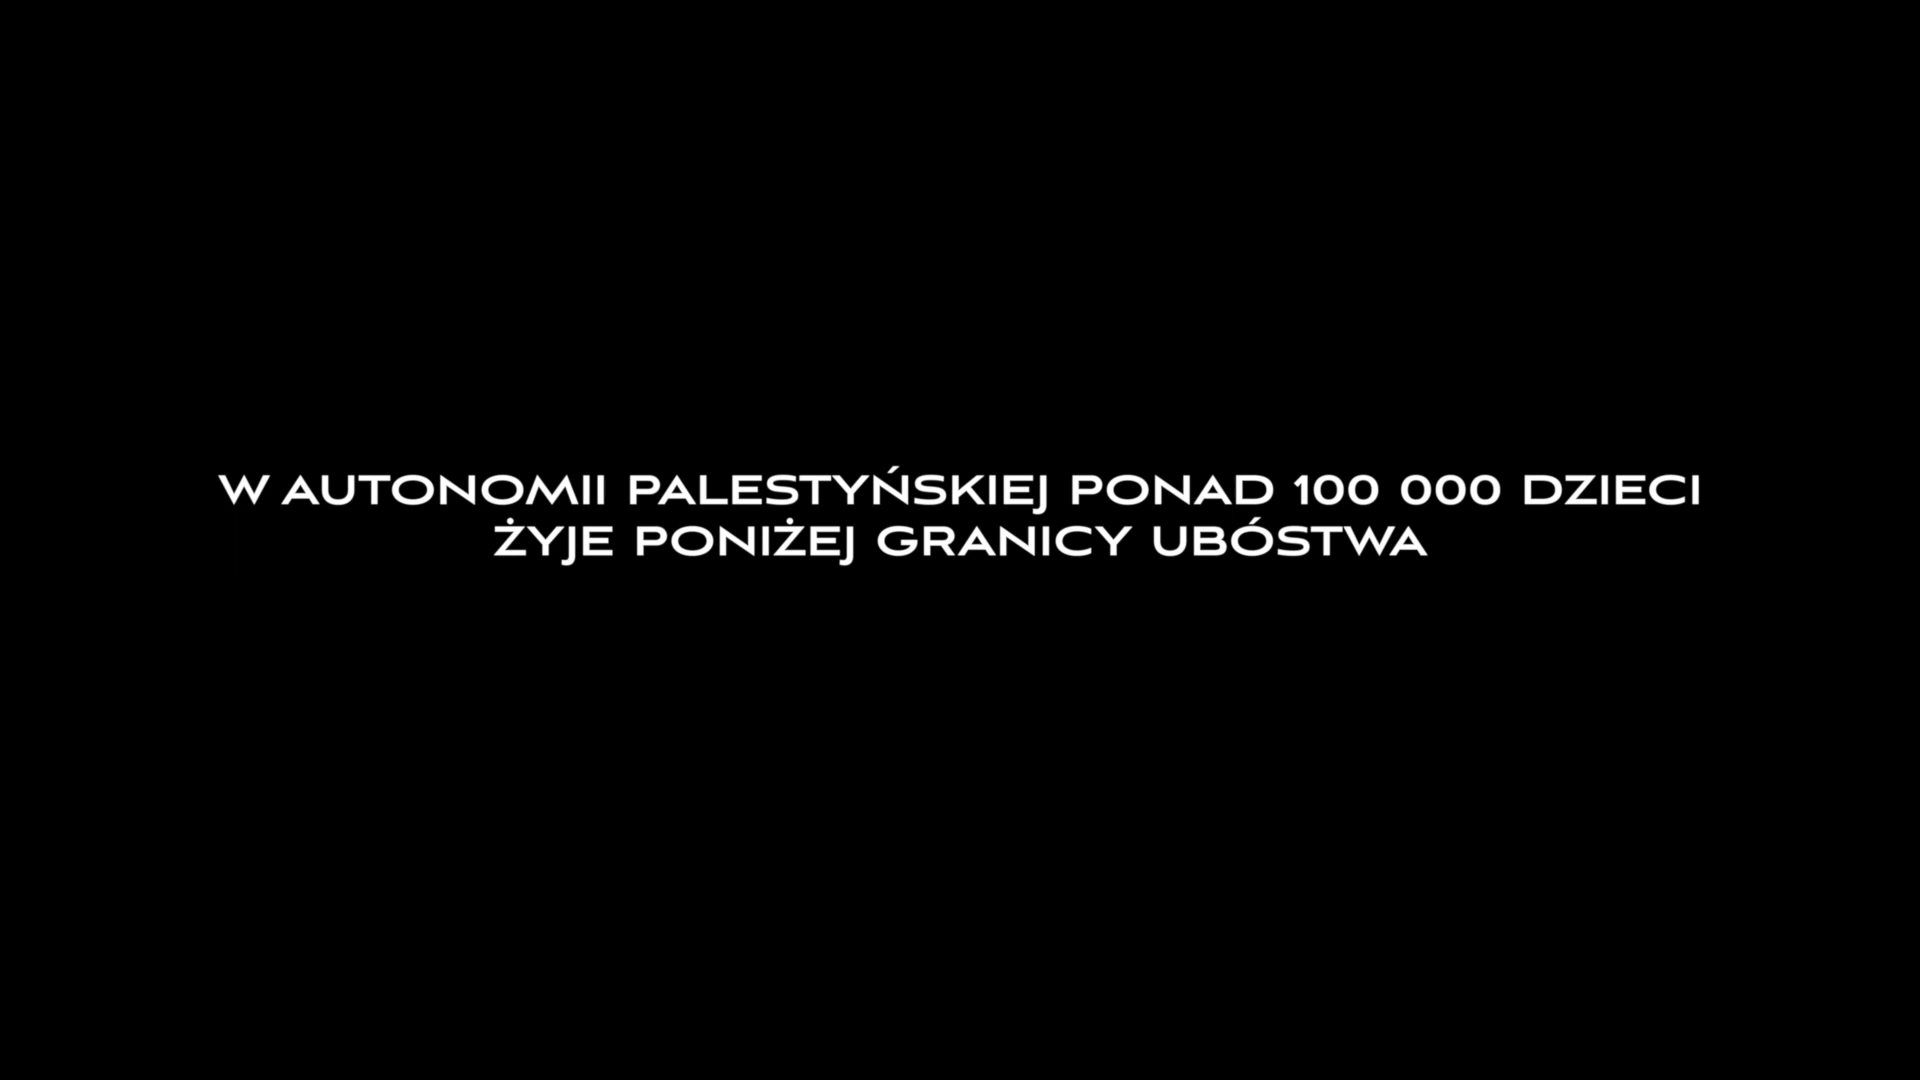 W AUTONOMII PALESTYŃSKIEJ PONAD 100 000 DZIECI
ŻYJE PONIŻEJ GRANICY UBÓSTWA